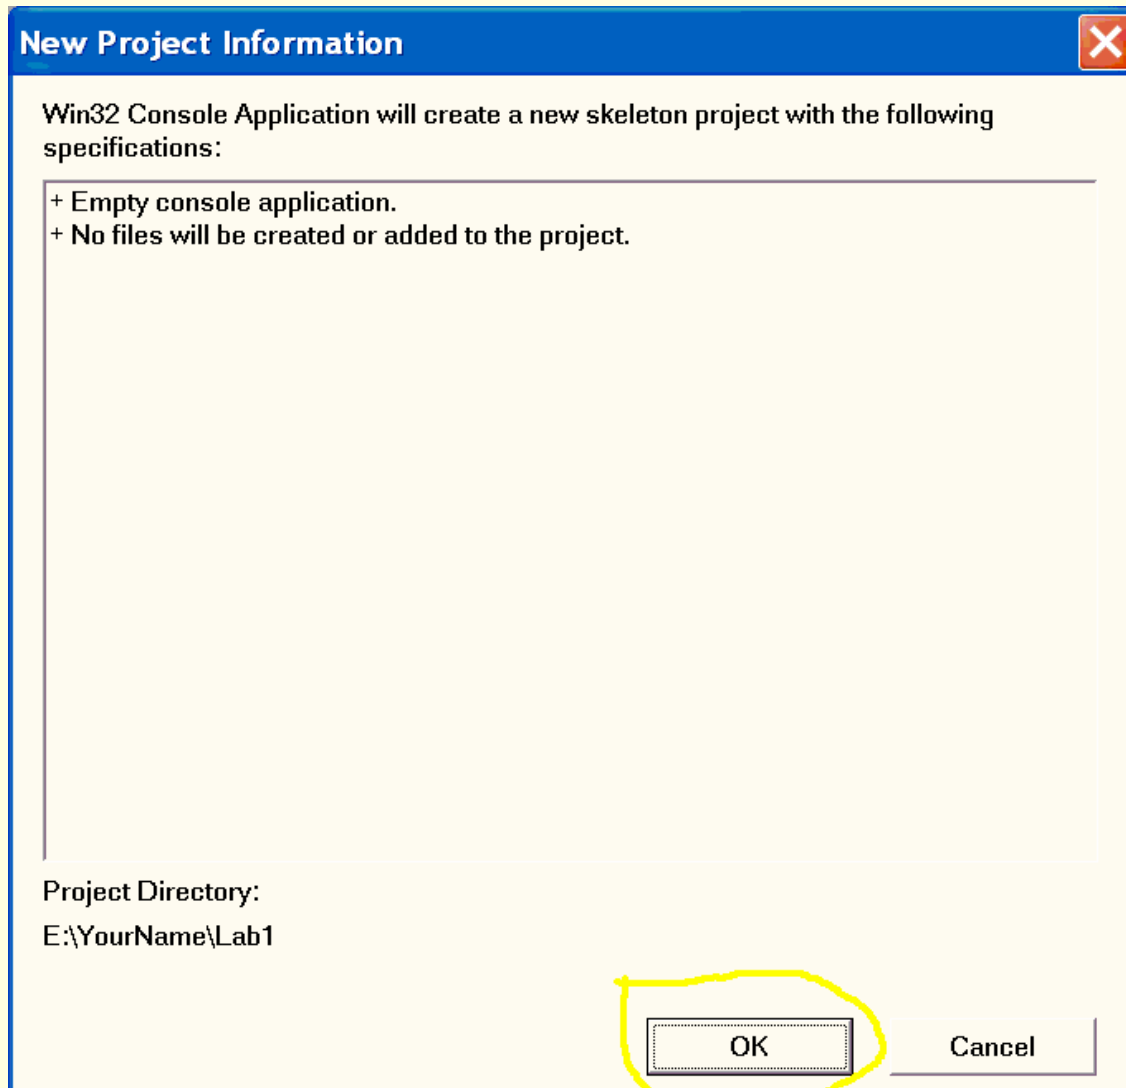 New Project Information
Win32 Console Application will create a new skeleton project with the following
specifications:
+ Empty console application.
+ No files will be created or added to the project.
Project Directory:
E:\YourName\Lab1
OK
Cancel